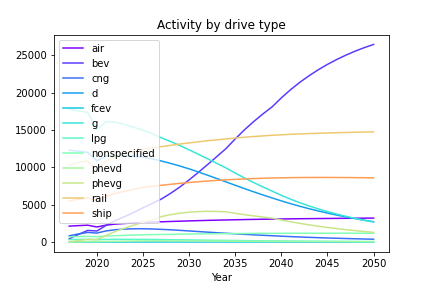 Activity by drive type
air
bev
cng
d
fcev
g
lpg
nonspecified
phevd
phevg
rail
ship
25000
20000
15000
10000
5000
0
2020
2025
2030
2035
2040
2045
2050
Year